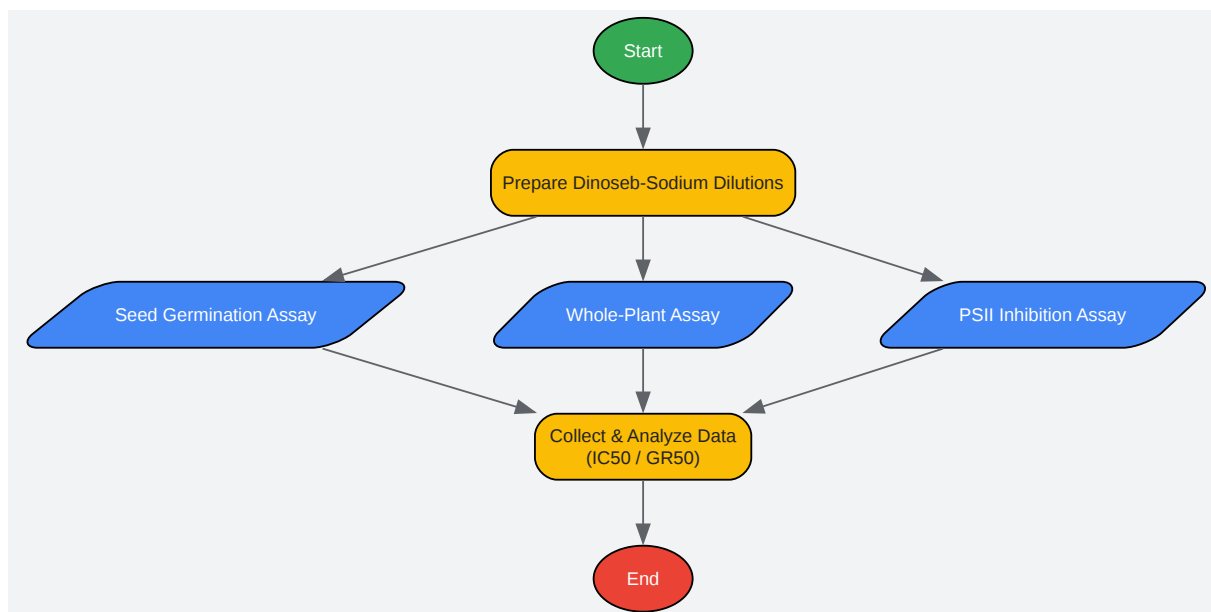 Start
Prepare Dinoseb-Sodium Dilutions
Seed Germination Assay
Whole-Plant Assay
PSII Inhibition Assay
Collect & Analyze Data
(IC50 / GR50)
End